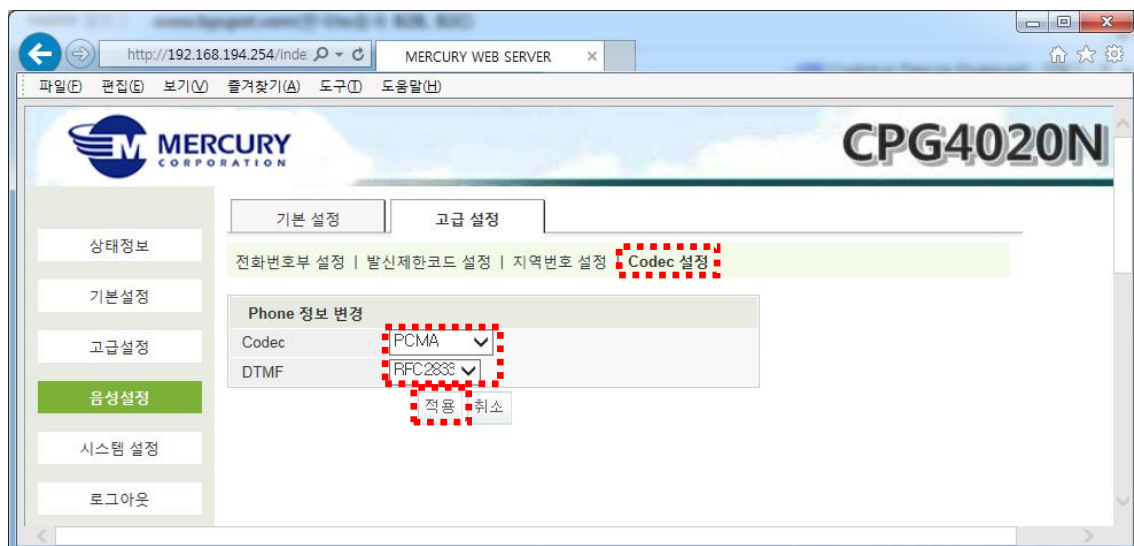 http://192.168.194.254/inde
MERCURY WEB SERVER
파일(F) 편집(E) 보기(V) 즐겨찾기(A) 도구(T) 도움말(H)
MERCURY
CORPORATION
CPG4020N
기본 설정 고급 설정
상태정보
전화번호부 설정 | 발신제한코드 설정 | 지역번호 설정 | Codec 설정
기본설정
Phone 정보 변경
고급설정
Codec PCMA
DTMF RFC2833
음성설정
적용 취소
시스템 설정
로그아웃